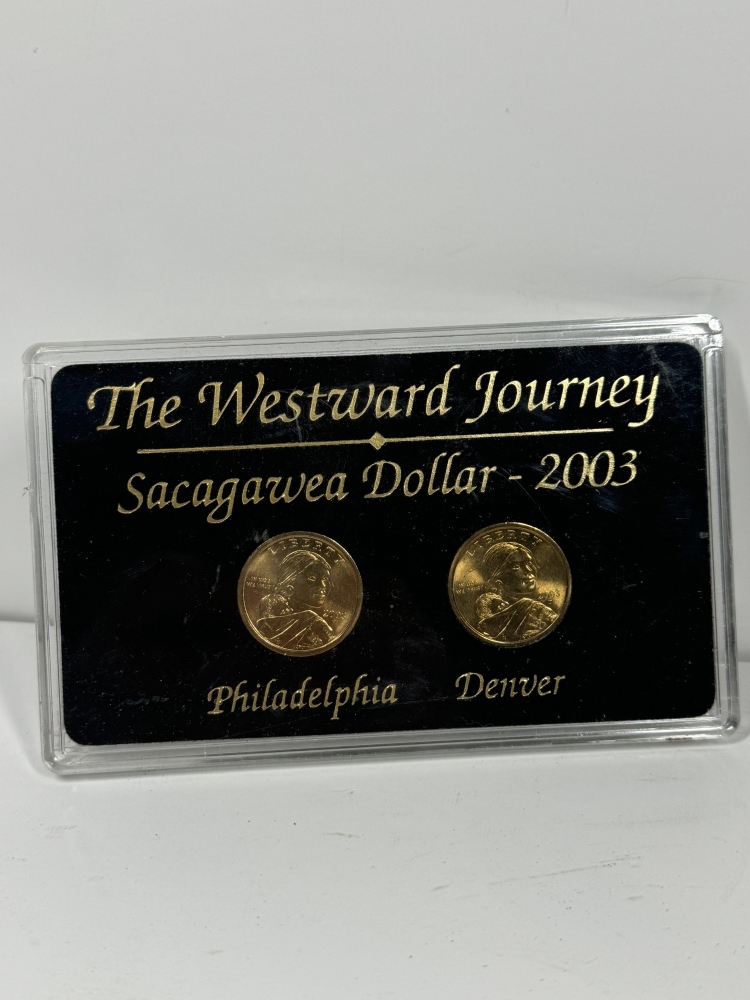 The Westward Journey
Sacagawea Dollar - 2003
LIBERTY
LIBERTY
Philadelphia
Denver